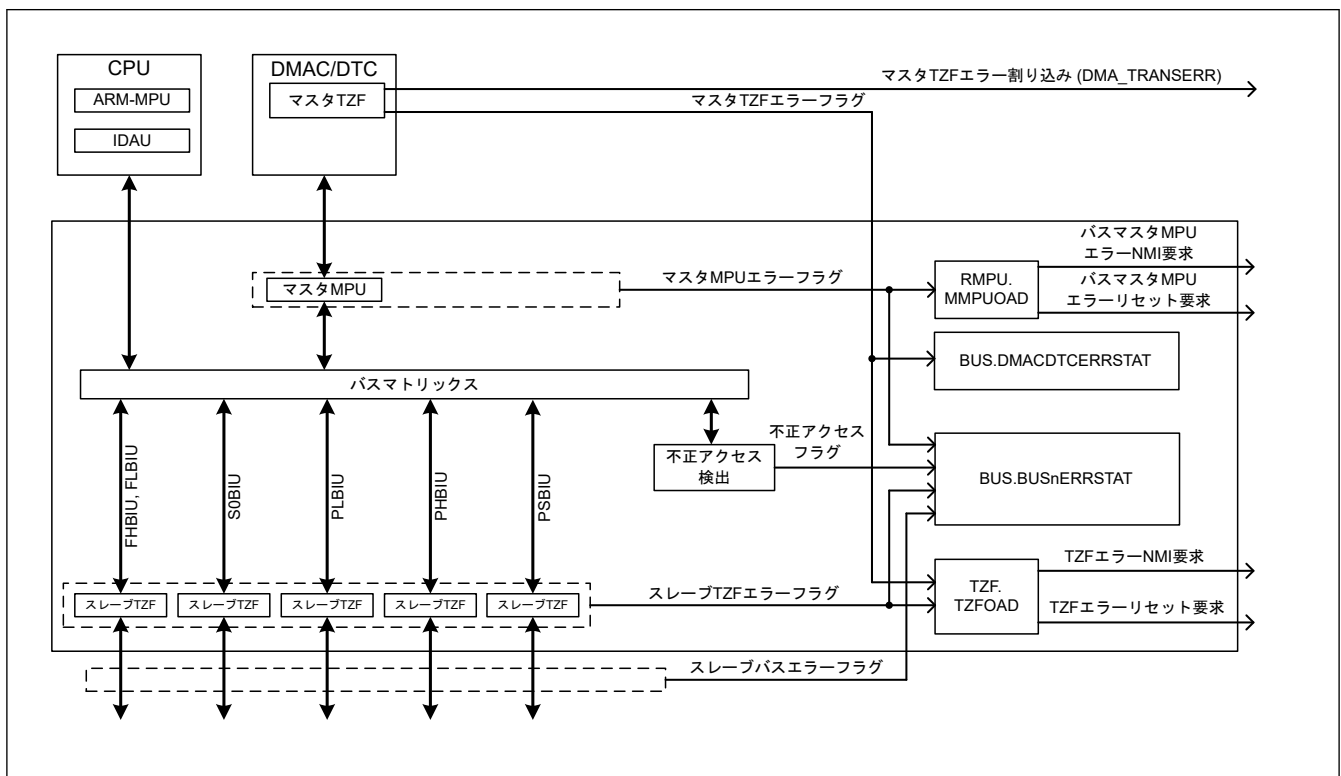 CPU
ARM-MPU
IDAU
DMAC/DTC
マスタTZF
マスタTZFエラー割り込み (DMA_TRANSERR)
マスタTZFエラーフラグ
マスタMPU
マスタMPUエラーフラグ
RMPU.
MMPUOAD
バスマスタMPU
エラーNMI要求
バスマスタMPU
エラーリセット要求
BUS.DMACDTCERRSTAT
バスマトリックス
FHBIU, FLBIU
S0BIU
PLBIU
PHBIU
PSBIU
不正アクセス
検出
不正アクセス
フラグ
BUS.BUSnERRSTAT
スレーブTZF
スレーブTZF
スレーブTZF
スレーブTZF
スレーブTZF
スレーブTZFエラーフラグ
TZF.
TZFOAD
TZFエラーNMI要求
TZFエラーリセット要求
スレーブバスエラーフラグ